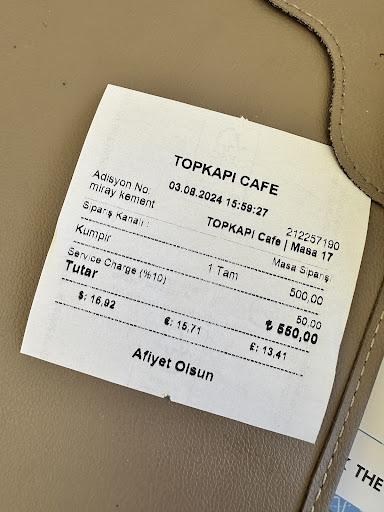 TOPKAPI CAFE
03.08.2024 15:59:27
Adisyon No: 212257190
miray kement TOPKAPI Cafe | Masa 17
Sipariş Kanalı : Masa Siparişi
Kumpir 1 Tam 500,00
Service Charge (%10) 50,00
Tutar ₺ 550,00
$: 16,92 €: 15,71 £: 13,41
Afiyet Olsun
THE